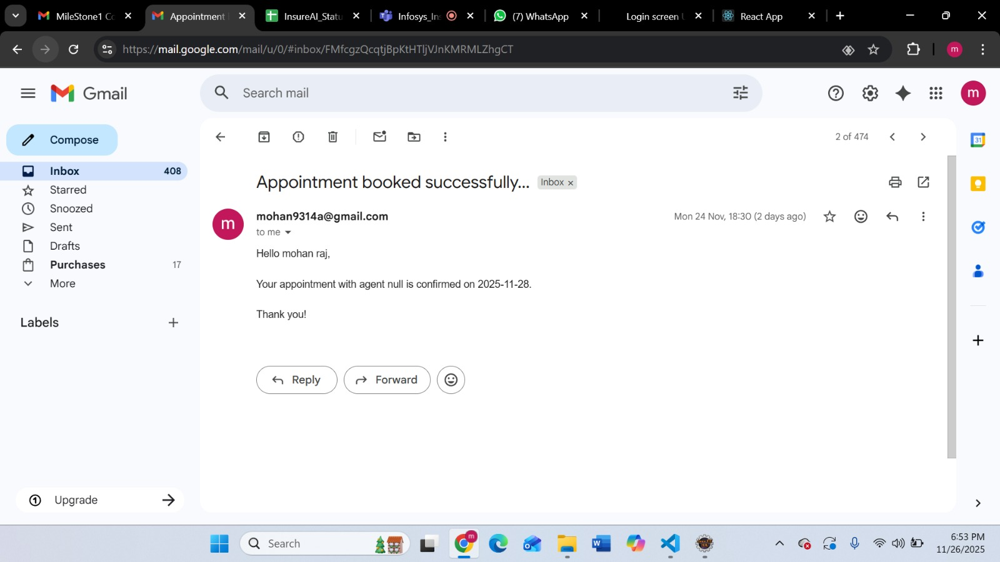 MileStone1 Co
Appointment
InsureAI_Statu
Infosys_Ins
(7) WhatsApp
Login screen
React App
https://mail.google.com/mail/u/0/#inbox/FMfcgzQcqtjBpKtHTljVJnKMRMLZhgCT
m
Gmail
Search mail
m
Compose
2 of 474
31
Inbox 408
Starred
Snoozed
Sent
Drafts
Purchases 17
More
Labels
Appointment booked successfully... Inbox ×
m
mohan9314a@gmail.com
Mon 24 Nov, 18:30 (2 days ago)
to me
Hello mohan raj,
Your appointment with agent null is confirmed on 2025-11-28.
Thank you!
Reply
Forward
Upgrade
Search
m
6:53 PM
11/26/2025